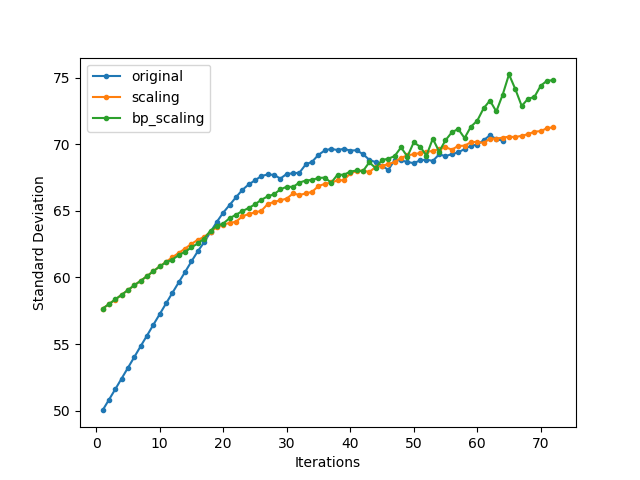 original
scaling
bp_scaling
75
70
65
60
55
50
Standard Deviation
0 10 20 30 40 50 60 70
Iterations